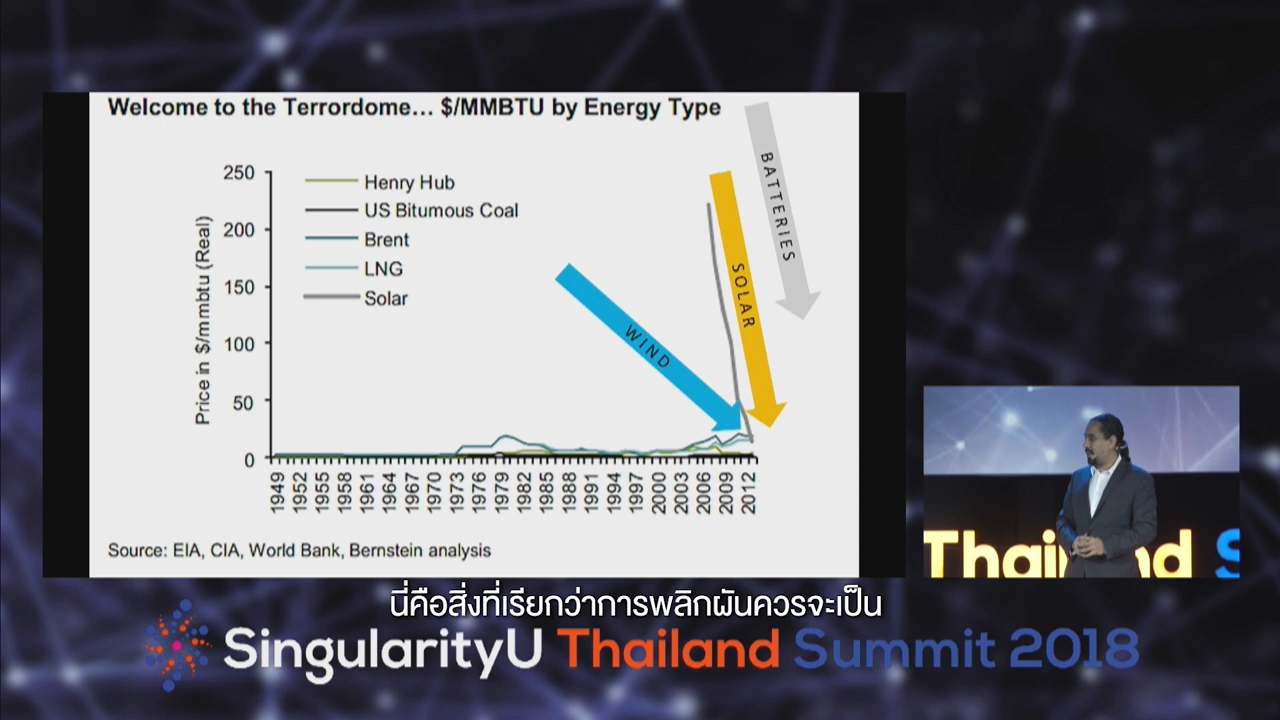 Welcome to the Terrordome... $/MMBTU by Energy Type
BATTERIES
SOLAR
WIND
Price in $/mmbtu (Real)
250
200
150
100
50
0
Henry Hub
US Bitumous Coal
Brent
LNG
Solar
1949 1952 1955 1958 1961 1964 1967 1970 1973 1976 1979 1982 1985 1988 1991 1994 1997 2000 2003 2006 2009 2012
Source: EIA, CIA, World Bank, Bernstein analysis
Thailand S
นี่คือสิ่งที่เรียกว่าการพลิกผันควรจะเป็น
SingularityU Thailand Summit 2018